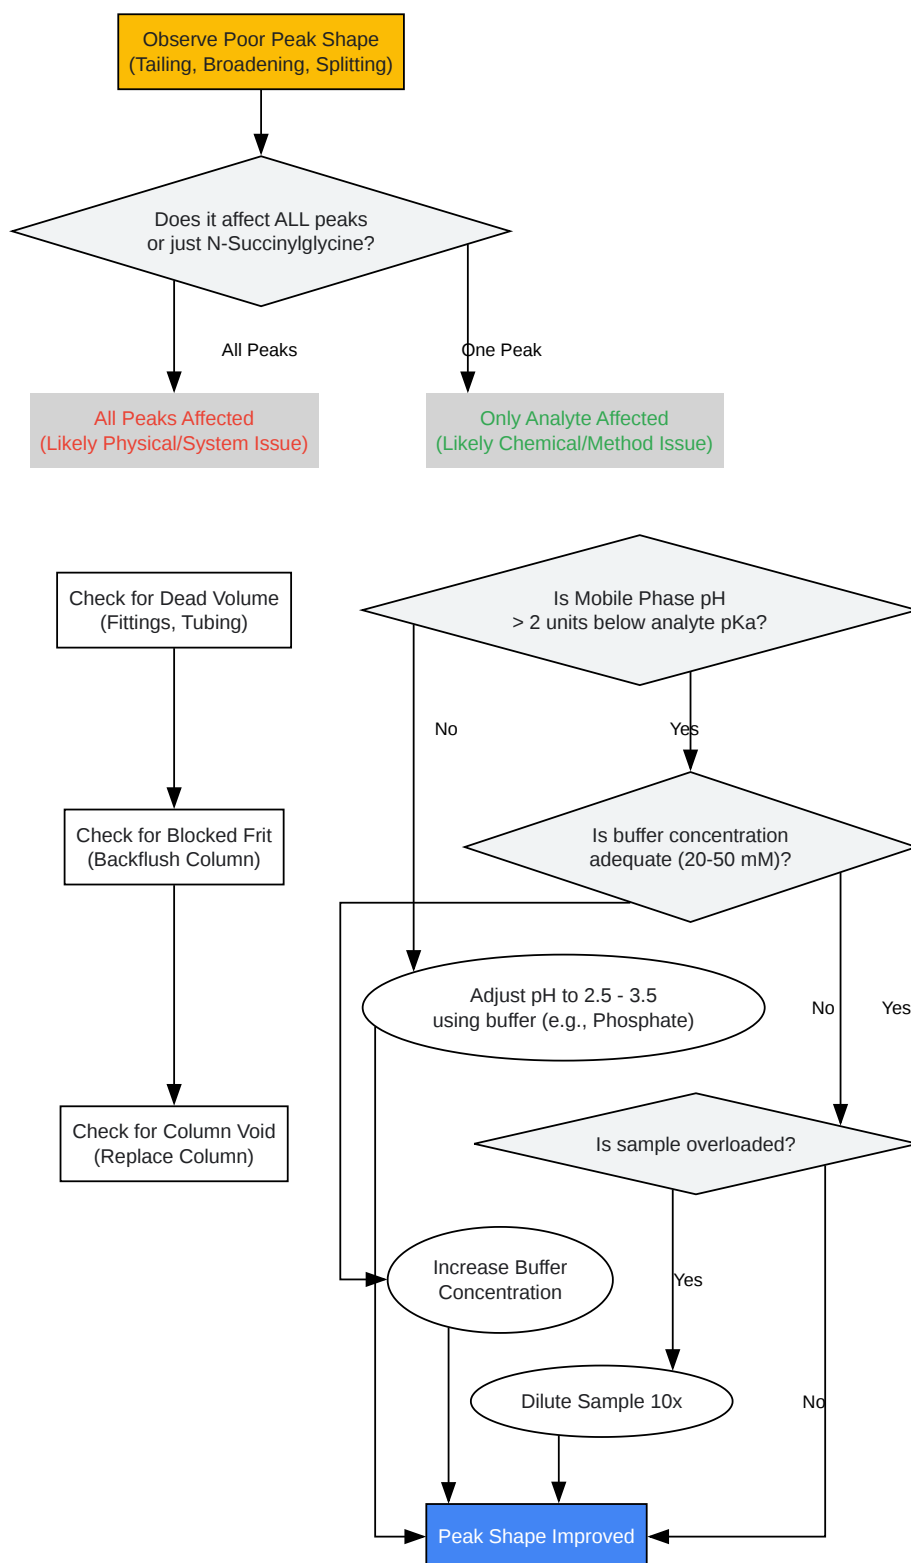 Observe Poor Peak Shape
(Tailing, Broadening, Splitting)
Does it affect ALL peaks
or just N-Succinylglycine?
All Peaks
One Peak
All Peaks Affected
(Likely Physical/System Issue)
Only Analyte Affected
(Likely Chemical/Method Issue)
Check for Dead Volume
(Fittings, Tubing)
Is Mobile Phase pH
> 2 units below analyte pKa?
No
Yes
Check for Blocked Frit
(Backflush Column)
Is buffer concentration
adequate (20-50 mM)?
Adjust pH to 2.5 - 3.5
using buffer (e.g., Phosphate)
No
Yes
Check for Column Void
(Replace Column)
Is sample overloaded?
Increase Buffer
Concentration
Yes
Dilute Sample 10x
No
Peak Shape Improved